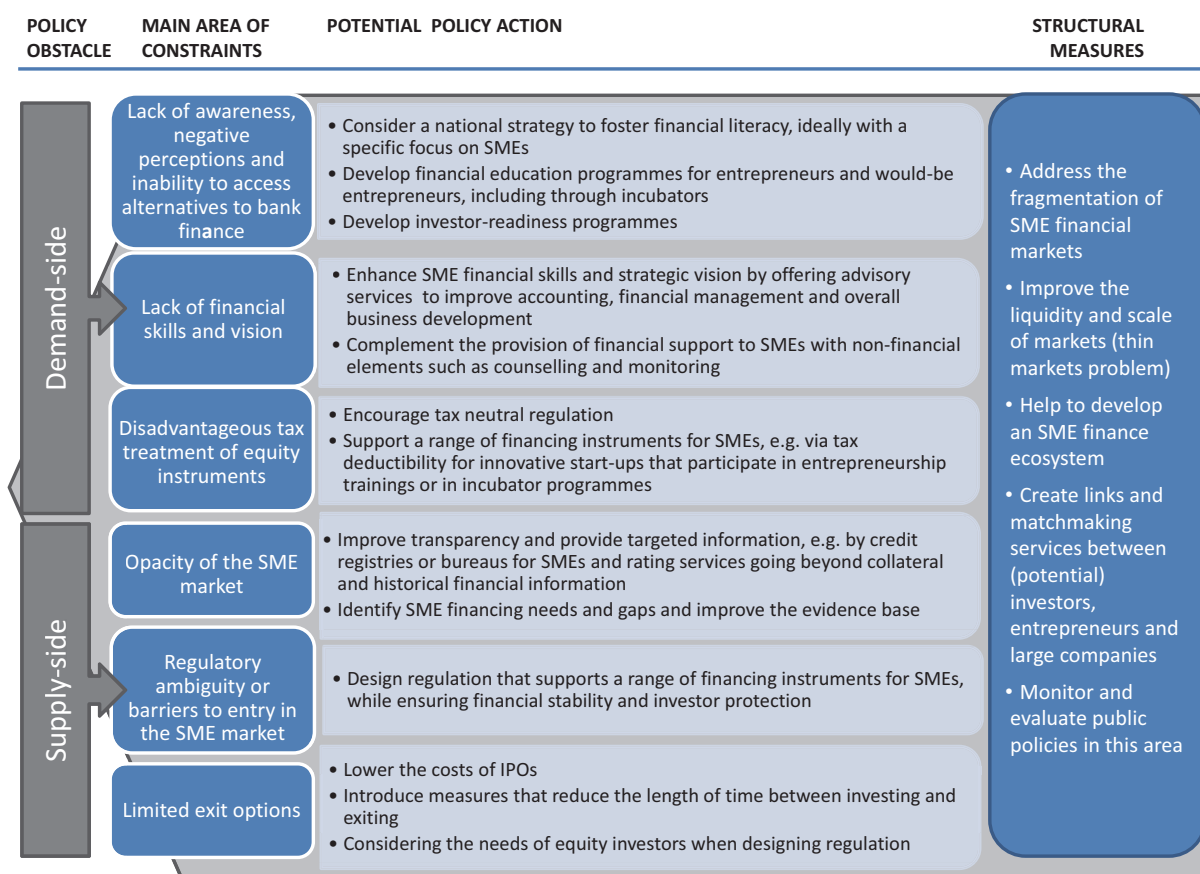 POLICY OBSTACLE
MAIN AREA OF CONSTRAINTS
POTENTIAL POLICY ACTION
STRUCTURAL MEASURES
Demand-side
Lack of awareness,
negative
perceptions and
inability to access
alternatives to bank
finance
• Consider a national strategy to foster financial literacy, ideally with a
specific focus on SMEs
• Develop financial education programmes for entrepreneurs and would-be
entrepreneurs, including through incubators
• Develop investor-readiness programmes
Lack of financial
skills and vision
• Enhance SME financial skills and strategic vision by offering advisory
services to improve accounting, financial management and overall
business development
• Complement the provision of financial support to SMEs with non-financial
elements such as counselling and monitoring
Disadvantageous tax
treatment of equity
instruments
• Encourage tax neutral regulation
• Support a range of financing instruments for SMEs, e.g. via tax
deductibility for innovative start-ups that participate in entrepreneurship
trainings or in incubator programmes
Supply-side
Opacity of the SME
market
• Improve transparency and provide targeted information, e.g. by credit
registries or bureaus for SMEs and rating services going beyond collateral
and historical financial information
• Identify SME financing needs and gaps and improve the evidence base
Regulatory
ambiguity or
barriers to entry in
the SME market
• Design regulation that supports a range of financing instruments for SMEs,
while ensuring financial stability and investor protection
Limited exit options
• Lower the costs of IPOs
• Introduce measures that reduce the length of time between investing and
exiting
• Considering the needs of equity investors when designing regulation
• Address the
fragmentation of
SME financial
markets
• Improve the
liquidity and scale
of markets (thin
markets problem)
• Help to develop
an SME finance
ecosystem
• Create links and
matchmaking
services between
(potential)
investors,
entrepreneurs and
large companies
• Monitor and
evaluate public
policies in this area